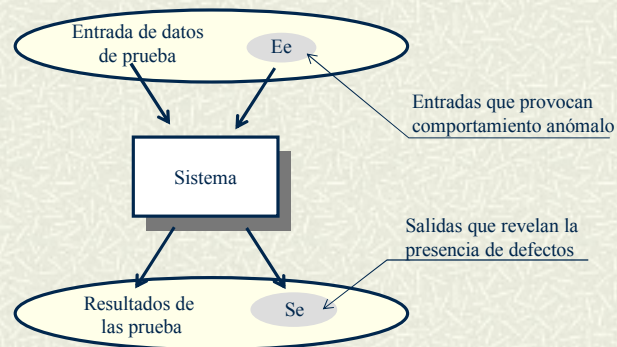 Entrada de datos
de prueba
Ee
Entradas que provocan
comportamiento anómalo
Sistema
Salidas que revelan la
presencia de defectos
Resultados de
las prueba
Se